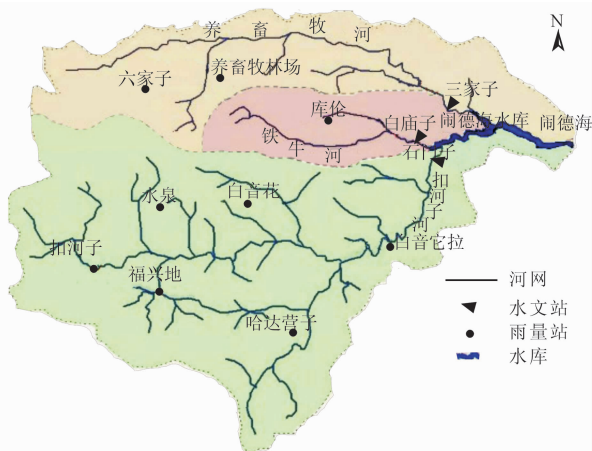 养畜牧河
N
六家子
养畜牧林场
三家子
库伦
白庙子
闹德海水库
闹德海
铁牛河
石门子
扣河子河
水泉
白音花
扣河子
福兴地
白音它拉
哈达营子
河网
水文站
雨量站
水库